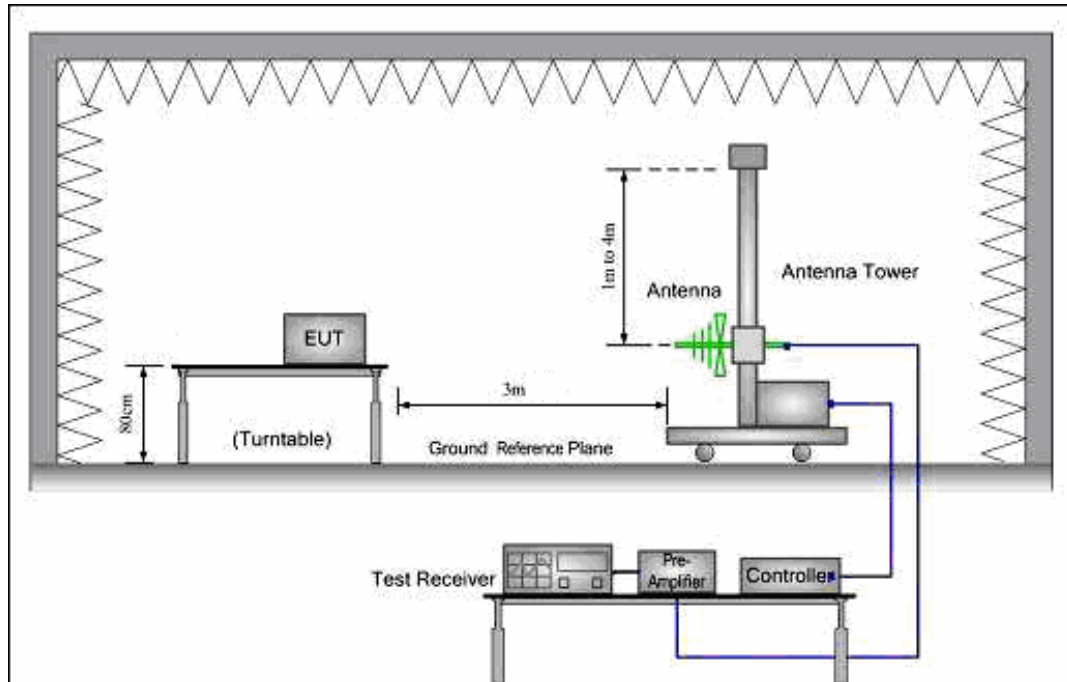 1m to 4m
Antenna Tower
Antenna
EUT
80cm
3m
(Turntable)
Ground Reference Plane
Test Receiver
Pre-
Amplifier
Controller